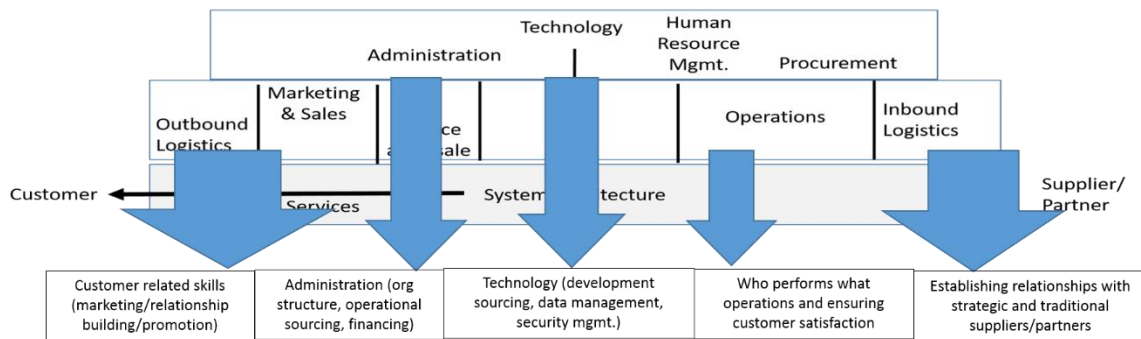 Technology
Human
Resource
Mgmt.
Administration
Procurement
Marketing
& Sales
Outbound
Logistics
Operations
Inbound
Logistics
Customer
Services
Supplier/
Partner
Customer related skills
(marketing/relationship
building/promotion)
Administration (org
structure, operational
sourcing, financing)
Technology (development
sourcing, data management,
security mgmt.)
Who performs what
operations and ensuring
customer satisfaction
Establishing relationships with
strategic and traditional
suppliers/partners